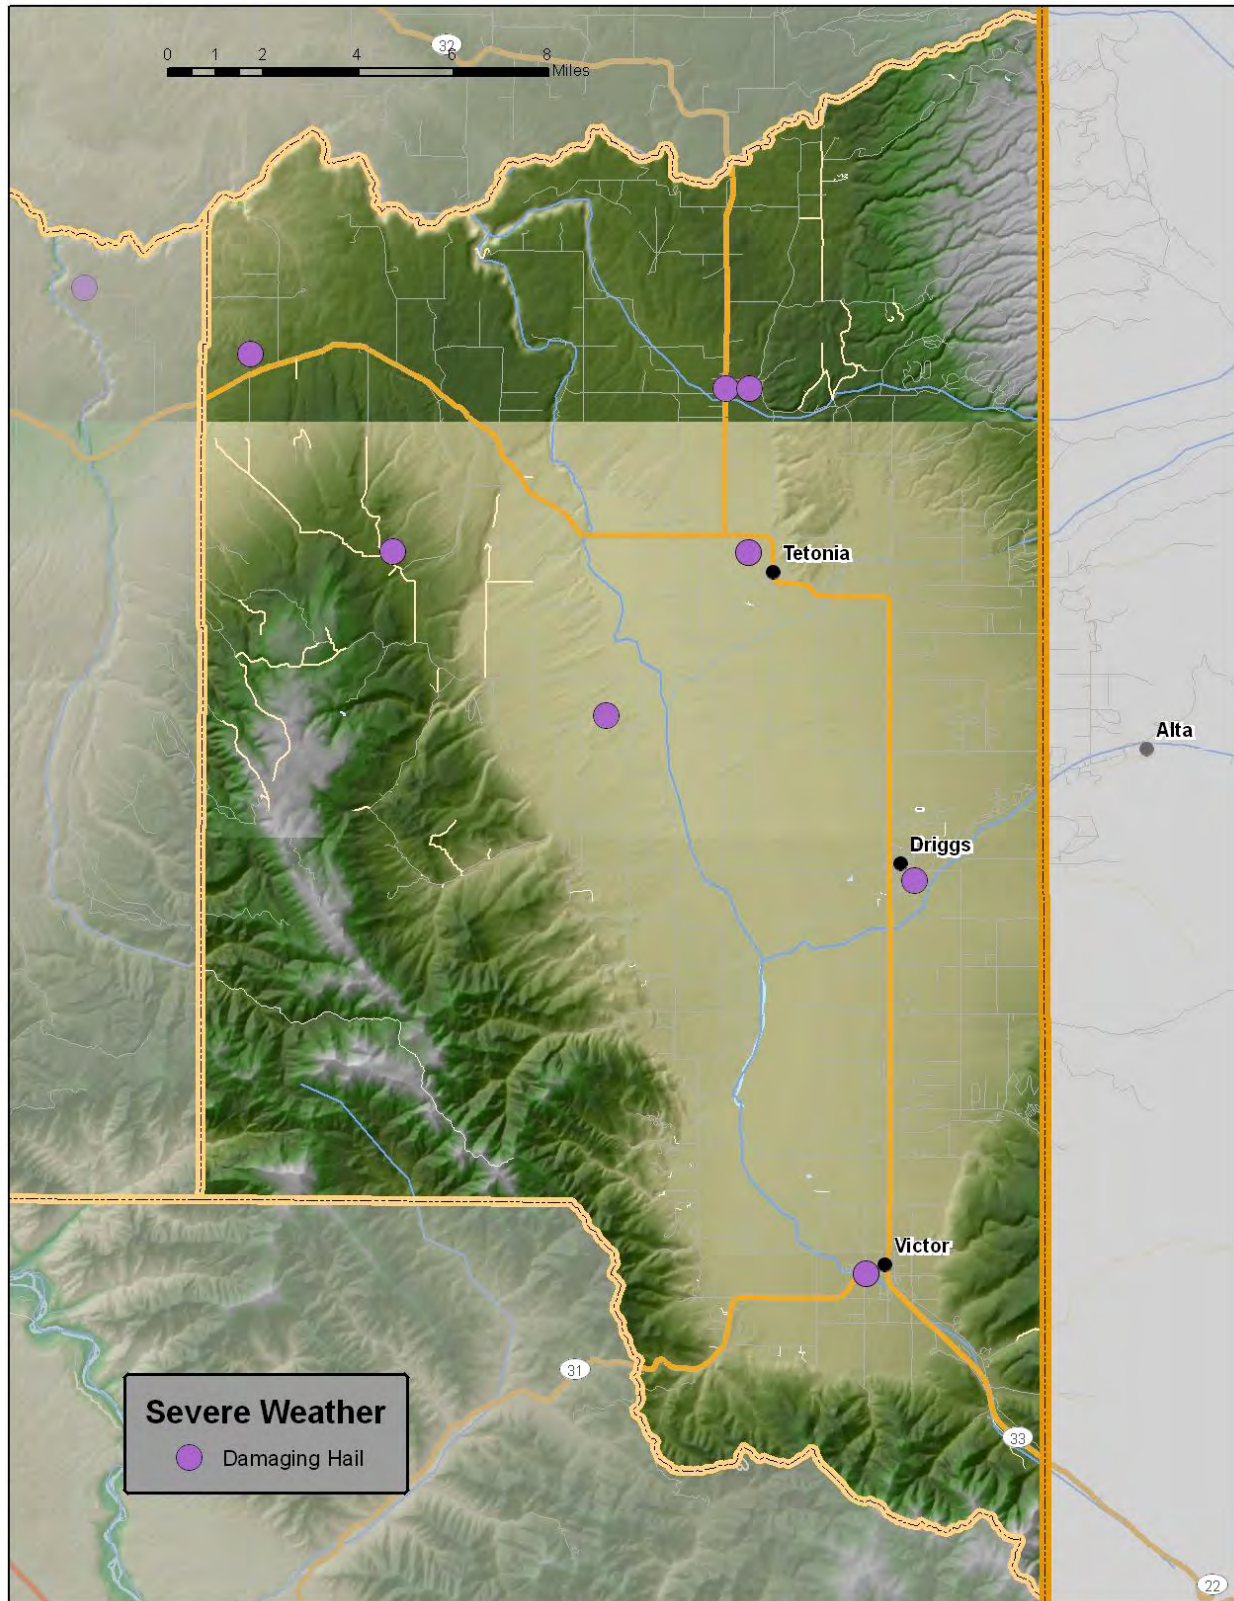 32
0 1 2 4 6 8
Miles
Tetonia
Alta
Driggs
Victor
31
Severe Weather
Damaging Hail
33
22